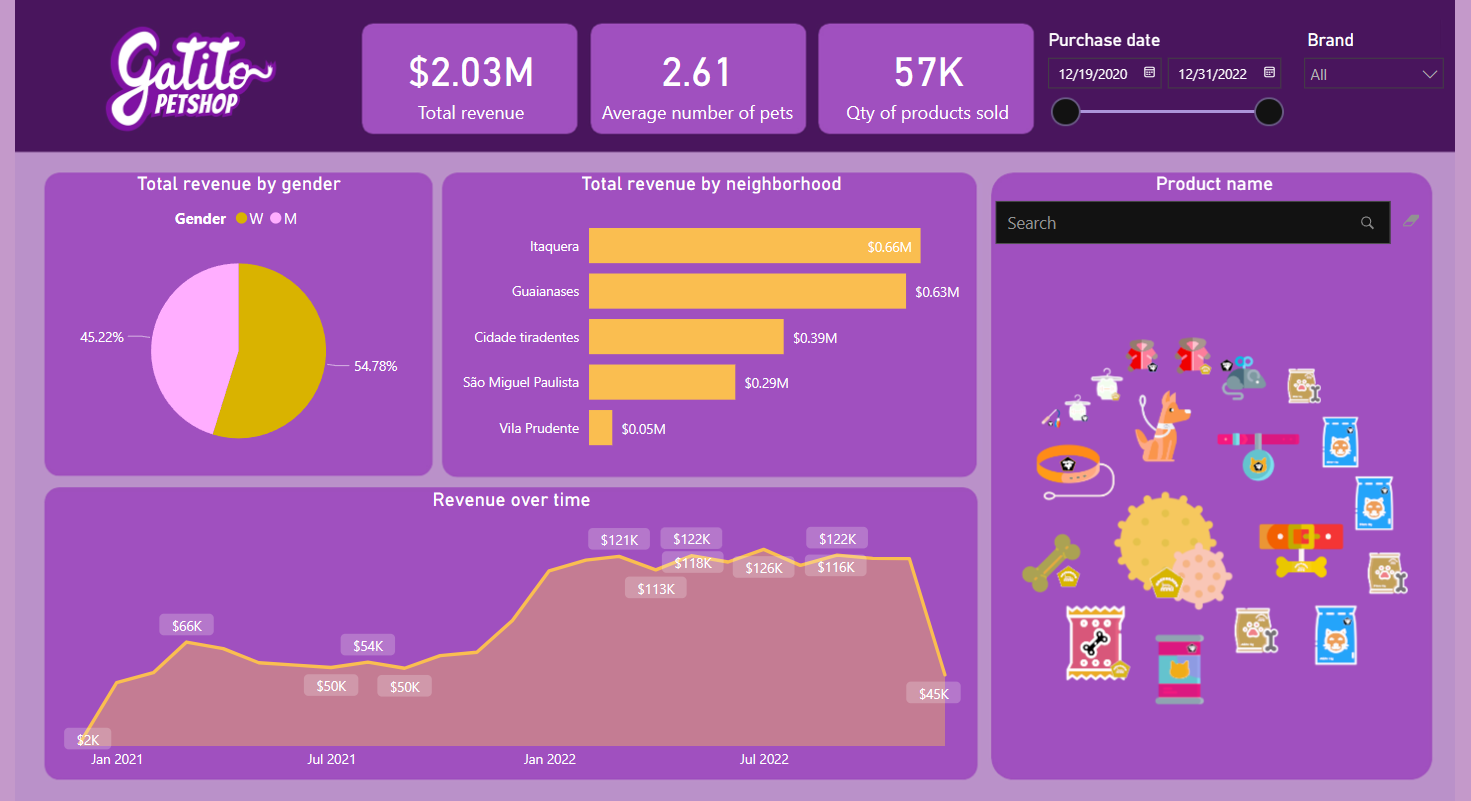 Gatito
PETSHOP
$2.03M
Total revenue
2.61
Average number of pets
57K
Qty of products sold
Purchase date
12/19/2020
12/31/2022
Brand
All
Total revenue by gender
Gender W M
45.22%
54.78%
Total revenue by neighborhood
Itaquera $0.66M
Guaianases $0.63M
Cidade tiradentes $0.39M
São Miguel Paulista $0.29M
Vila Prudente $0.05M
Product name
Search
Revenue over time
$2K
$66K
$50K
$54K
$50K
$121K
$113K
$122K
$118K
$126K
$122K
$116K
$45K
Jan 2021 Jul 2021 Jan 2022 Jul 2022